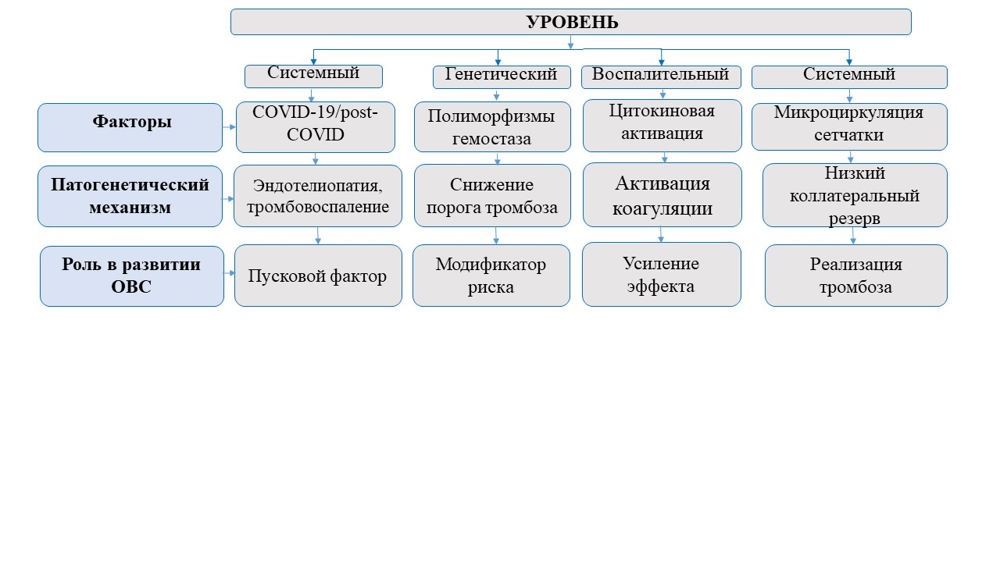 УРОВЕНЬ
Системный
Генетический
Воспалительный
Системный
Факторы
COVID-19/post-
COVID
Полиморфизмы
гемостаза
Цитокиновая
активация
Микроциркуляция
сетчатки
Патогенетический
механизм
Эндотелиопатия,
тромбовоспаление
Снижение
порога тромбоза
Активация
коагуляции
Низкий
коллатеральный
резерв
Роль в развитии
ОВС
Пусковой фактор
Модификатор
риска
Усиление
эффекта
Реализация
тромбоза